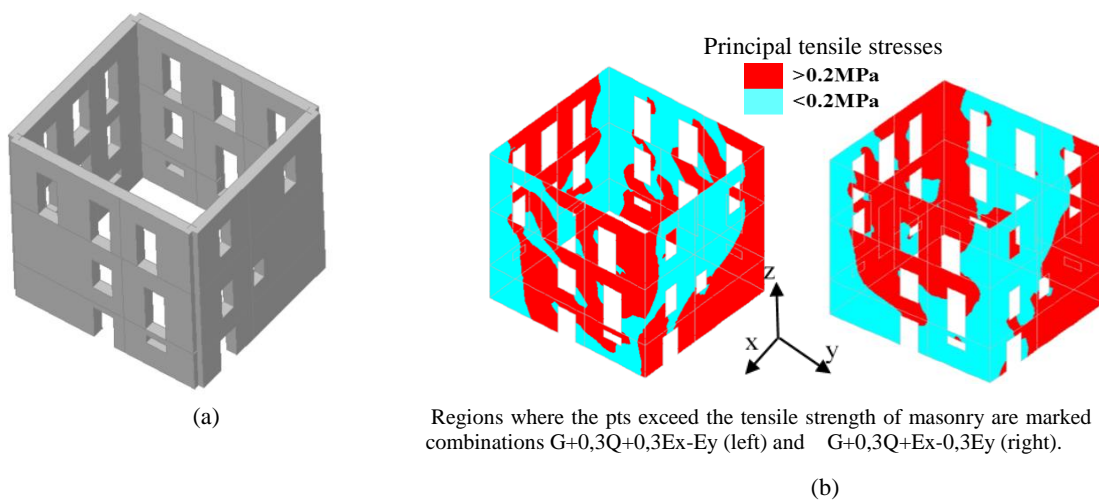 Principal tensile stresses
>0.2MPa
<0.2MPa
z
x
y
(a)
Regions where the pts exceed the tensile strength of masonry are marked
combinations G+0,3Q+0,3Ex-Ey (left) and G+0,3Q+Ex-0,3Ey (right).
(b)